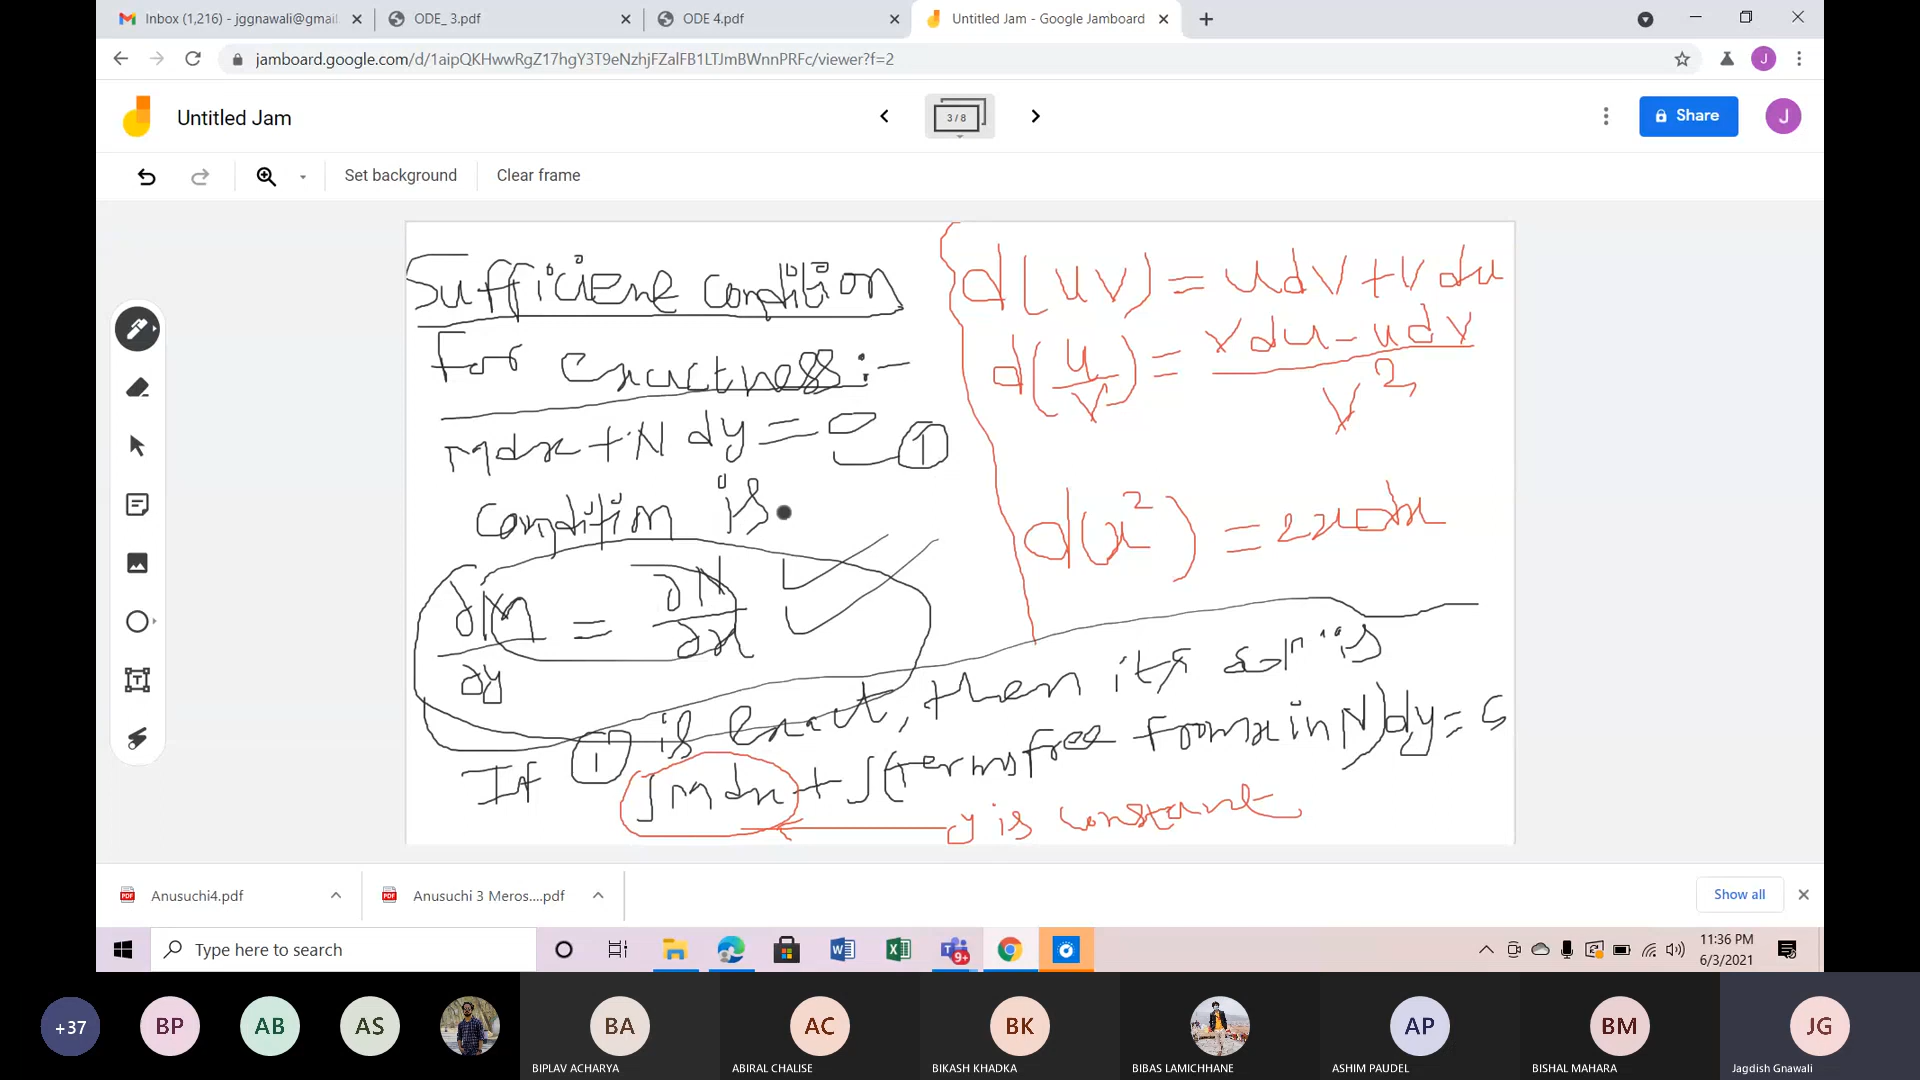 Inbox (1,216) - jggnawali@gmail
ODE_ 3.pdf
ODE 4.pdf
Untitled Jam - Google Jamboard
jamboard.google.com/d/1aipQKHwwRgZ17hgY3T9eNzhjFZalFB1LTJmBWnnPRFc/viewer?f=2
J
Untitled Jam
3 / 8
Share
J
Set background
Clear frame
Sufficient condition
For exactness :-
Mdx + N dy = 0 ①
condition is
∂M/∂y = ∂N/∂x
If ① is exact, then its solⁿ is
∫Mdx + ∫(terms free from x in N)dy = c
y is constant
d(uv) = udv + vdu
d(u/v) = (vdu - udv)/v²
d(x²) = 2xdx
Anusuchi4.pdf
Anusuchi 3 Meros....pdf
Show all
Type here to search
9+
11:36 PM
6/3/2021
+37
BP
AB
AS
BA
BIPLAV ACHARYA
AC
ABIRAL CHALISE
BK
BIKASH KHADKA
BIBAS LAMICHHANE
AP
ASHIM PAUDEL
BM
BISHAL MAHARA
JG
Jagdish Gnawali